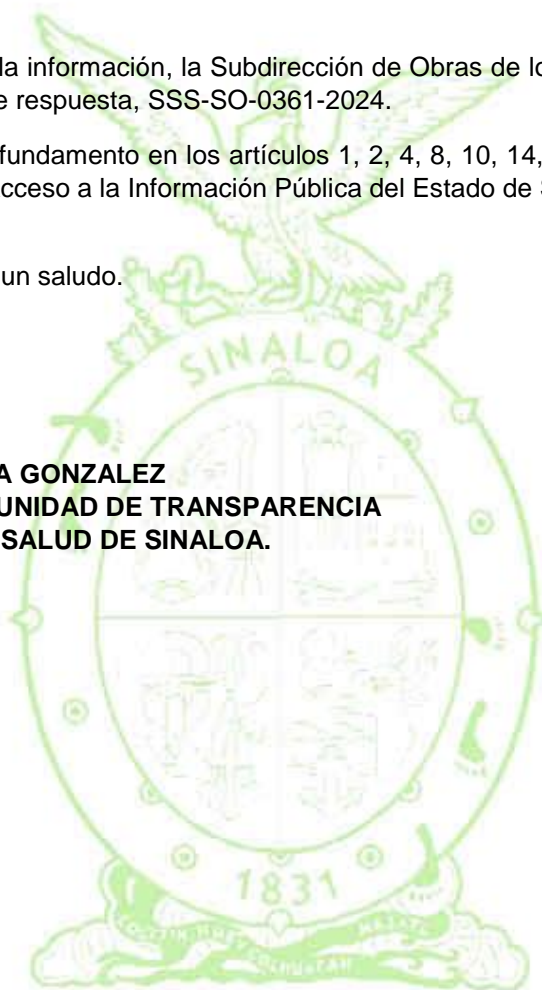 la información, la Subdirección de Obras de lo
e respuesta, SSS-SO-0361-2024.
fundamento en los artículos 1, 2, 4, 8, 10, 14,
cceso a la Información Pública del Estado de
un saludo.
SINALOA
A GONZALEZ
UNIDAD DE TRANSPARENCIA
SALUD DE SINALOA.
1831